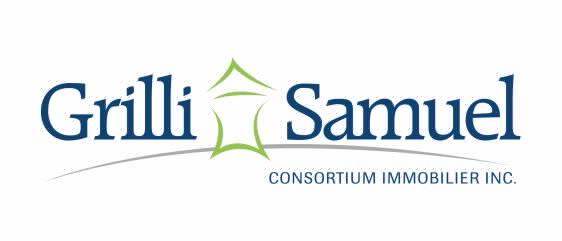 Grilli Samuel
CONSORTIUM IMMOBILIER INC.